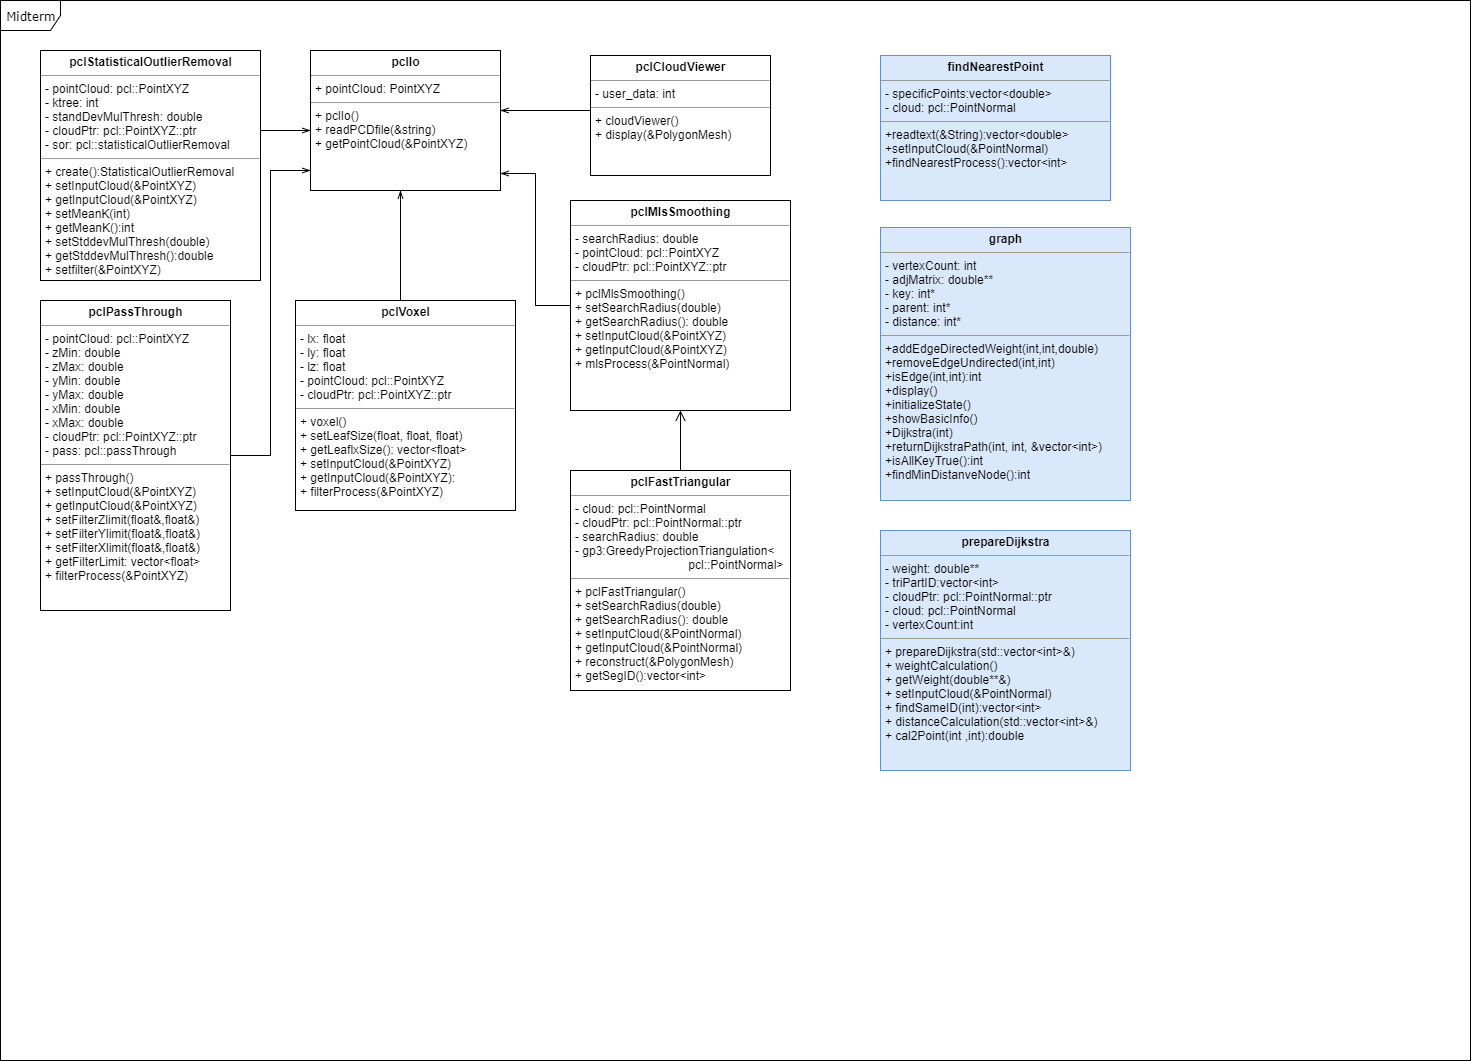 Midterm
pclStatisticalOutlierRemoval
- pointCloud: pcl::PointXYZ
- ktree: int
- standDevMulThresh: double
- cloudPtr: pcl::PointXYZ::ptr
- sor: pcl::statisticalOutlierRemoval
+ create():StatisticalOutlierRemoval
+ setInputCloud(&PointXYZ)
+ getInputCloud(&PointXYZ)
+ setMeanK(int)
+ getMeanK():int
+ setStddevMulThresh(double)
+ getStddevMulThresh():double
+ setfilter(&PointXYZ)
pclPassThrough
- pointCloud: pcl::PointXYZ
- zMin: double
- zMax: double
- yMin: double
- yMax: double
- xMin: double
- xMax: double
- cloudPtr: pcl::PointXYZ::ptr
- pass: pcl::passThrough
+ passThrough()
+ setInputCloud(&PointXYZ)
+ getInputCloud(&PointXYZ)
+ setFilterZlimit(float&,float&)
+ setFilterYlimit(float&,float&)
+ setFilterXlimit(float&,float&)
+ getFilterLimit: vector<float>
+ filterProcess(&PointXYZ)
pclIo
+ pointCloud: PointXYZ
+ pclIo()
+ readPCDfile(&string)
+ getPointCloud(&PointXYZ)
pclVoxel
- lx: float
- ly: float
- lz: float
- pointCloud: pcl::PointXYZ
- cloudPtr: pcl::PointXYZ::ptr
+ voxel()
+ setLeafSize(float, float, float)
+ getLeaflxSize(): vector<float>
+ setInputCloud(&PointXYZ)
+ getInputCloud(&PointXYZ):
+ filterProcess(&PointXYZ)
pclCloudViewer
- user_data: int
+ cloudViewer()
+ display(&PolygonMesh)
pclMlsSmoothing
- searchRadius: double
- pointCloud: pcl::PointXYZ
- cloudPtr: pcl::PointXYZ::ptr
+ pclMlsSmoothing()
+ setSearchRadius(double)
+ getSearchRadius(): double
+ setInputCloud(&PointXYZ)
+ getInputCloud(&PointXYZ)
+ mlsProcess(&PointNormal)
pclFastTriangular
- cloud: pcl::PointNormal
- cloudPtr: pcl::PointNormal::ptr
- searchRadius: double
- gp3:GreedyProjectionTriangulation<
pcl::PointNormal>
+ pclFastTriangular()
+ setSearchRadius(double)
+ getSearchRadius(): double
+ setInputCloud(&PointNormal)
+ getInputCloud(&PointNormal)
+ reconstruct(&PolygonMesh)
+ getSegID():vector<int>
findNearestPoint
- specificPoints:vector<double>
- cloud: pcl::PointNormal
+readtext(&String):vector<double>
+setInputCloud(&PointNormal)
+findNearestProcess():vector<int>
graph
- vertexCount: int
- adjMatrix: double**
- key: int*
- parent: int*
- distance: int*
+addEdgeDirectedWeight(int,int,double)
+removeEdgeUndirected(int,int)
+isEdge(int,int):int
+display()
+initializeState()
+showBasicInfo()
+Dijkstra(int)
+returnDijkstraPath(int, int, &vector<int>)
+isAllKeyTrue():int
+findMinDistanveNode():int
prepareDijkstra
- weight: double**
- triPartID:vector<int>
- cloudPtr: pcl::PointNormal::ptr
- cloud: pcl::PointNormal
- vertexCount:int
+ prepareDijkstra(std::vector<int>&)
+ weightCalculation()
+ getWeight(double**&)
+ setInputCloud(&PointNormal)
+ findSameID(int):vector<int>
+ distanceCalculation(std::vector<int>&)
+ cal2Point(int ,int):double